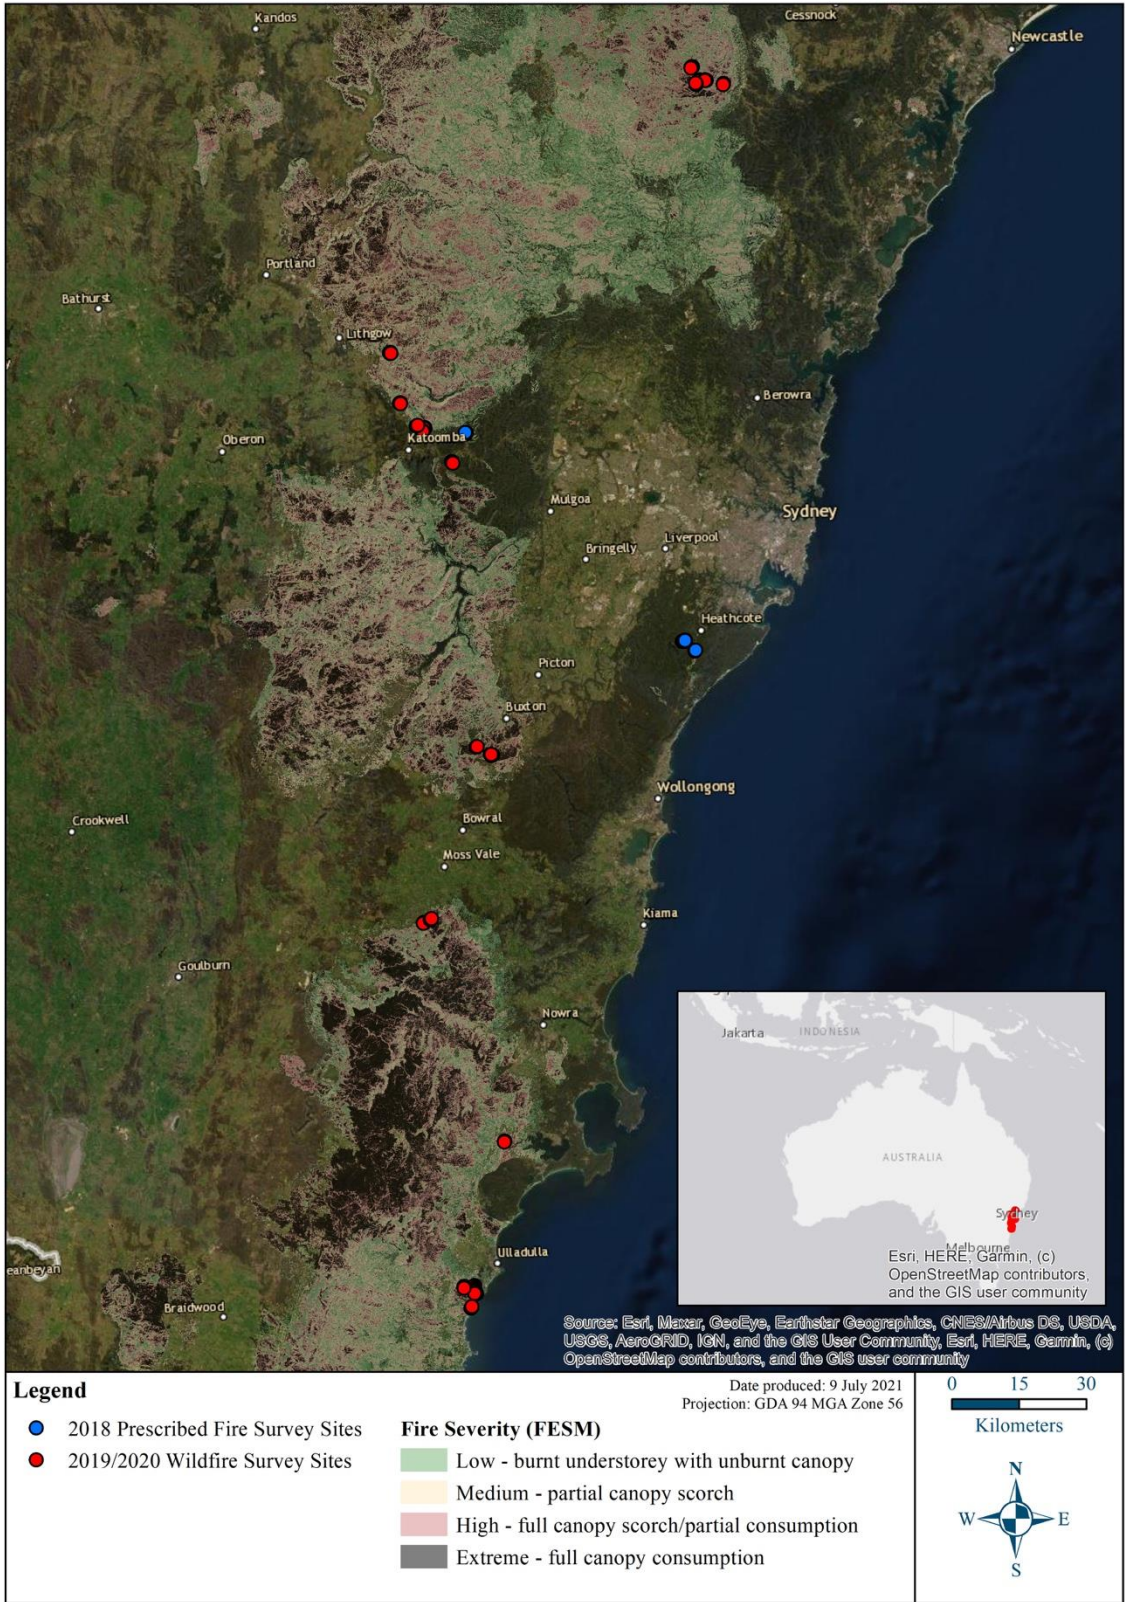 Kandos
Cessnock
Newcastle
Portland
Bathurst
Lithgow
Berowra
Oberon
Katoomba
Mulgoa
Sydney
Liverpool
Bringelly
Heathcote
Picton
Buxton
Wollongong
Crookwell
Bowral
Moss Vale
Kiama
Goulburn
Nowra
Ulladulla
eanbeyan
Braidwood
Jakarta
INDONESIA
AUSTRALIA
Sydney
Melbourne
Esri, HERE, Garmin, (c)
OpenStreetMap contributors,
and the GIS user community
Source: Esri, Maxar, GeoEye, Earthstar Geographics, CNES/Airbus DS, USDA,
USGS, AeroGRID, IGN, and the GIS User Community, Esri, HERE, Garmin, (c)
OpenStreetMap contributors, and the GIS user community
Legend
2018 Prescribed Fire Survey Sites
2019/2020 Wildfire Survey Sites
Date produced: 9 July 2021
Projection: GDA 94 MGA Zone 56
Fire Severity (FESM)
Low - burnt understorey with unburnt canopy
Medium - partial canopy scorch
High - full canopy scorch/partial consumption
Extreme - full canopy consumption
0 15 30
Kilometers
N
W E
S